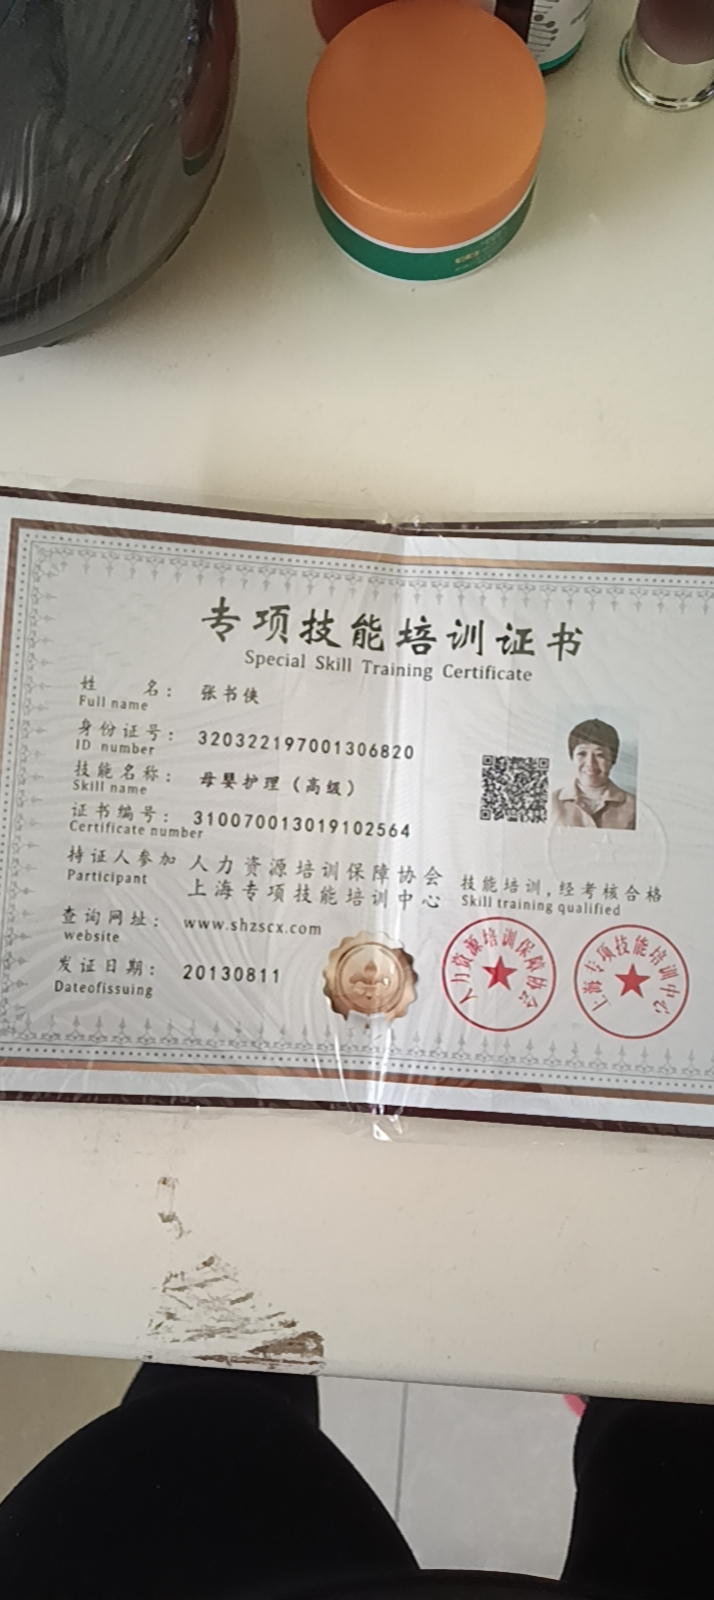 专项技能培训证书
Special Skill Training Certificate
姓 名： 张书侠
Full name
身份证号： 320322197001306820
ID number
技能名称： 母婴护理（高级）
Skill name
证书编号： 310070013019102564
Certificate number
持证人参加 人力资源培训保障协会
Participant 上海专项技能培训中心
技能培训，经考核合格
Skill training qualified
查询网址： www.shzscx.com
website
发证日期： 20130811
Dateofissuing
人力资源培训保障协会
上海专项技能培训中心